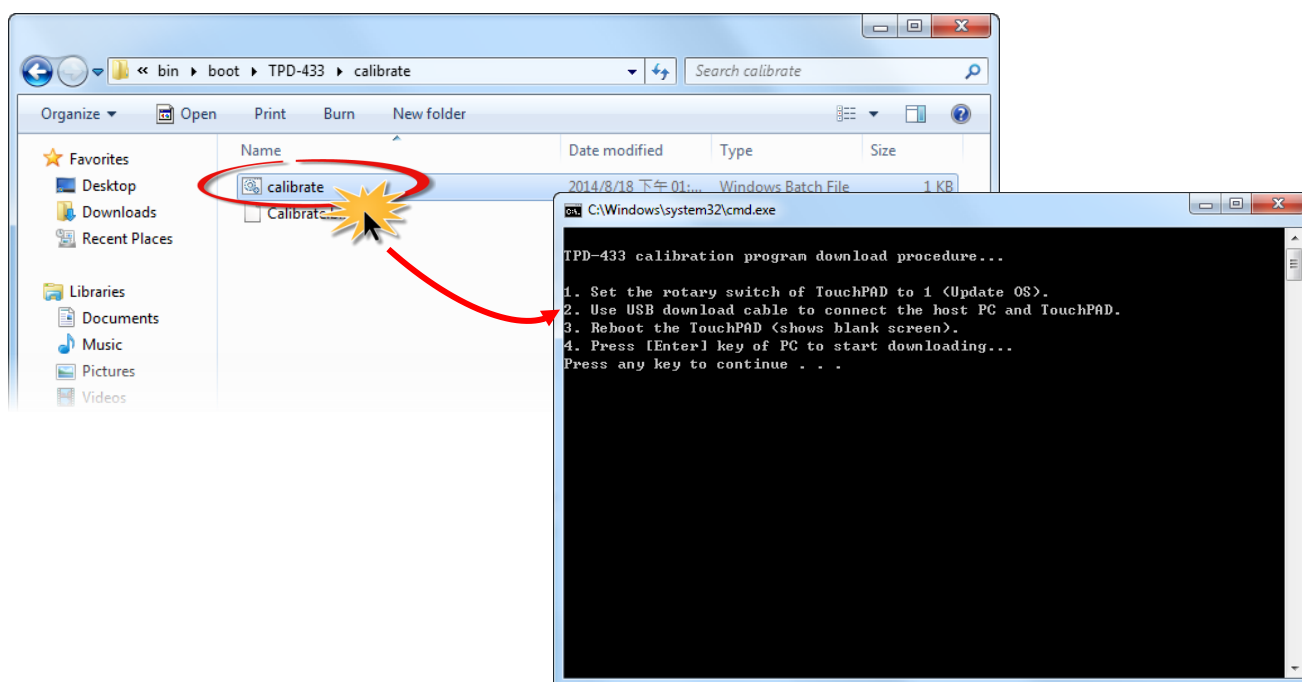 « bin ▸ boot ▸ TPD-433 ▸ calibrate
Search calibrate
Organize Open Print Burn New folder
Name Date modified Type Size
Favorites
Desktop
Downloads
Recent Places
Libraries
Documents
Music
Pictures
Videos
calibrate 2014/8/18 下午 01:... Windows Batch File 1 KB
C:\Windows\system32\cmd.exe
TPD-433 calibration program download procedure...
1. Set the rotary switch of TouchPAD to 1 (Update OS).
2. Use USB download cable to connect the host PC and TouchPAD.
3. Reboot the TouchPAD (shows blank screen).
4. Press [Enter] key of PC to start downloading...
Press any key to continue . . .